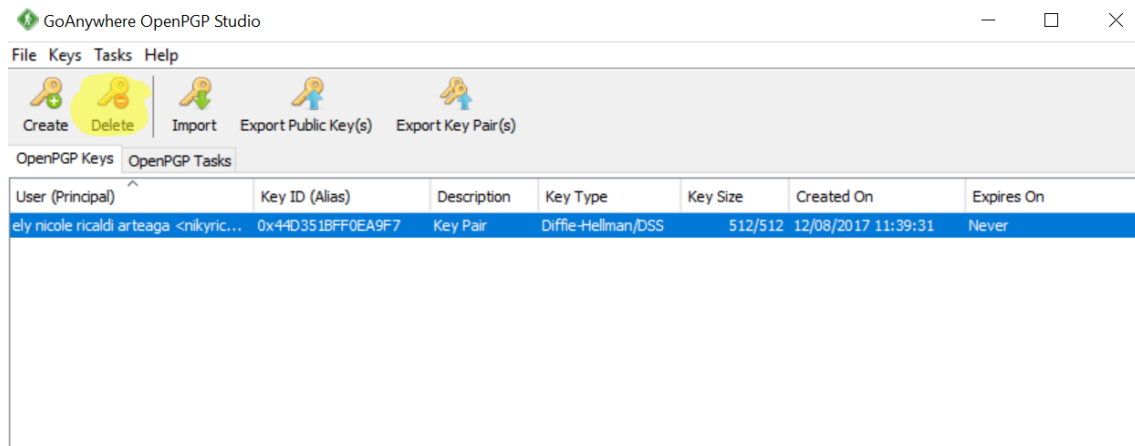 GoAnywhere OpenPGP Studio
File Keys Tasks Help
Create Delete Import Export Public Key(s) Export Key Pair(s)
OpenPGP Keys OpenPGP Tasks
User (Principal) Key ID (Alias) Description Key Type Key Size Created On Expires On
ely nicole ricaldi arteaga <nikyric... 0x44D351BFF0EA9F7 Key Pair Diffie-Hellman/DSS 512/512 12/08/2017 11:39:31 Never